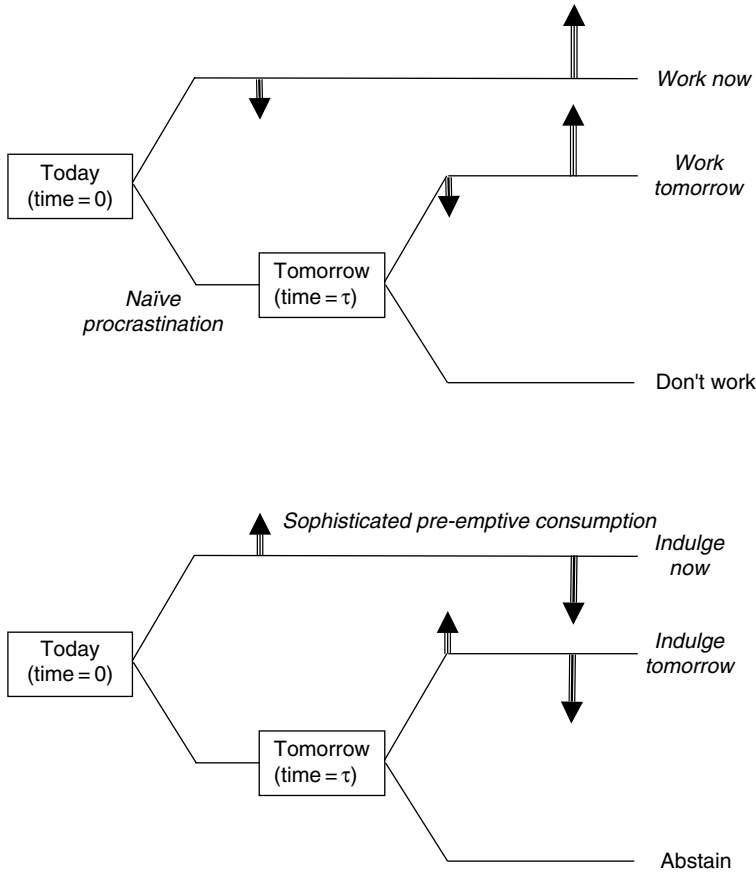 Work now
Work
tomorrow
Today
(time = 0)
Tomorrow
(time = τ)
Naïve
procrastination
Don't work
Sophisticated pre-emptive consumption
Indulge
now
Indulge
tomorrow
Today
(time = 0)
Tomorrow
(time = τ)
Abstain